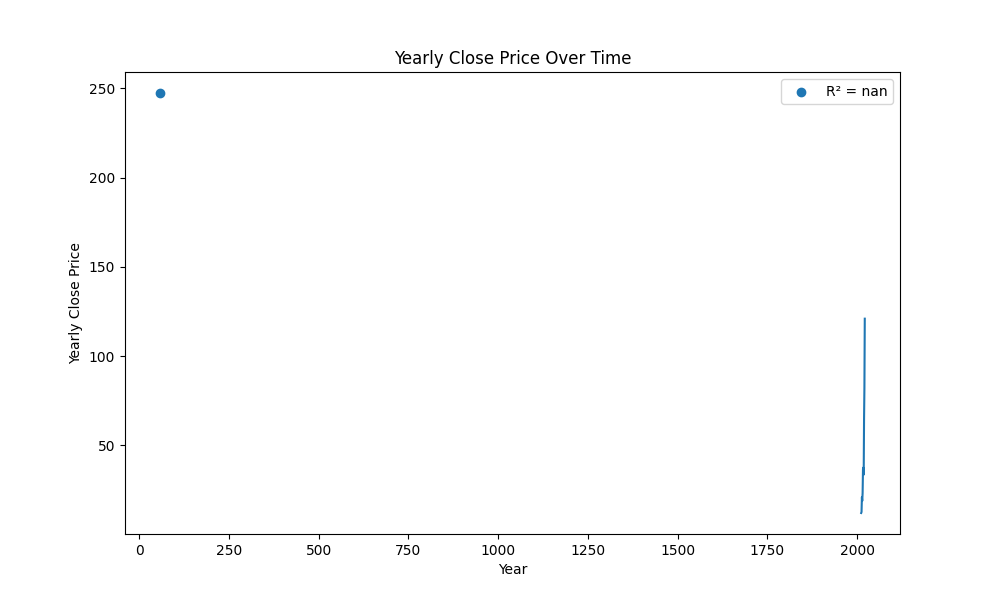 Yearly Close Price Over Time
R² = nan
Yearly Close Price
250
200
150
100
50
0 250 500 750 1000 1250 1500 1750 2000
Year